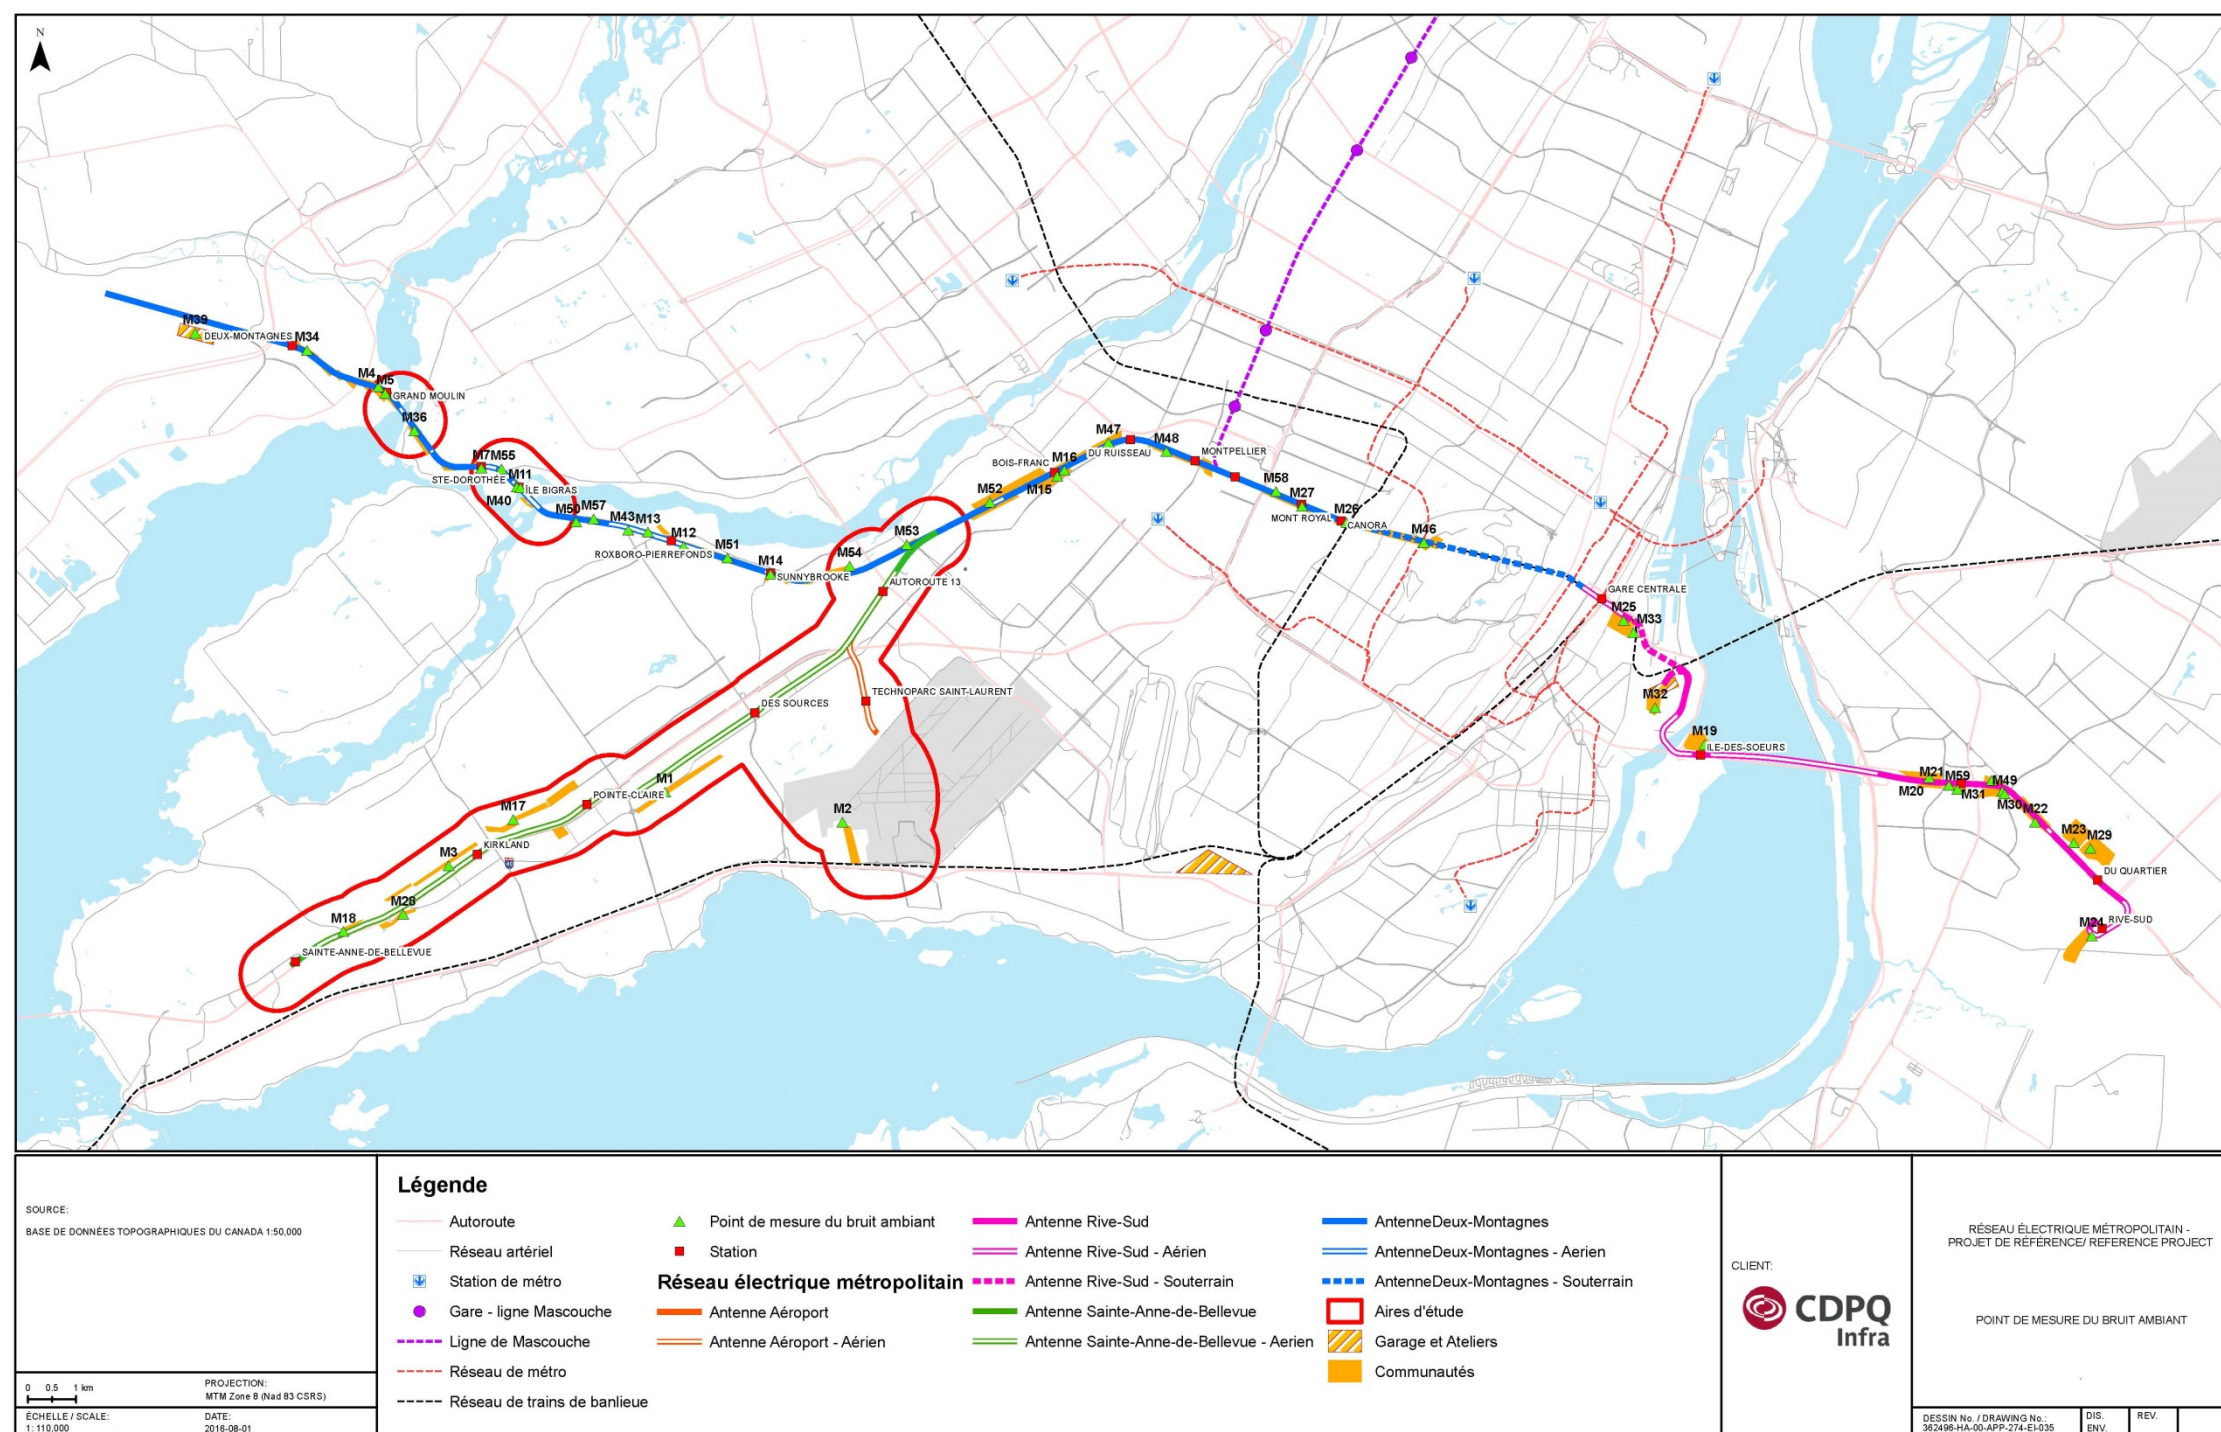 N
M39
DEUX-MONTAGNES
M34
M4
M5
GRAND MOULIN
M36
M7
M55
STE-DOROTHÉE
M11
ÎLE BIGRAS
M40
M50
M57
M43
M13
M12
ROXBORO-PIERREFONDS
M51
M14
SUNNYBROOKE
M54
M53
AUTOROUTE 13
M52
BOIS-FRANC
M16
M15
M47
DU RUISSEAU
M48
MONTPELLIER
M58
M27
MONT ROYAL
M26
CANORA
M46
GARE CENTRALE
M25
M33
M32
M19
ILE-DES-SOEURS
M21
M20
M59
M31
M49
M30
M22
M23
M29
DU QUARTIER
M24
RIVE-SUD
TECHNOPARC SAINT-LAURENT
DES SOURCES
M1
POINTE-CLAIRE
M2
M17
KIRKLAND
M3
40
M28
M18
SAINTE-ANNE-DE-BELLEVUE
SOURCE:
BASE DE DONNÉES TOPOGRAPHIQUES DU CANADA 1:50,000
0 0.5 1 km
PROJECTION:
MTM Zone 8 (Nad 83 CSRS)
ÉCHELLE / SCALE:
1: 110,000
DATE:
2016-08-01
Légende
Autoroute
Réseau artériel
Station de métro
Gare - ligne Mascouche
Ligne de Mascouche
Réseau de métro
Réseau de trains de banlieue
Point de mesure du bruit ambiant
Station
Réseau électrique métropolitain
Antenne Aéroport
Antenne Aéroport - Aérien
Antenne Rive-Sud
Antenne Rive-Sud - Aérien
Antenne Rive-Sud - Souterrain
Antenne Sainte-Anne-de-Bellevue
Antenne Sainte-Anne-de-Bellevue - Aerien
AntenneDeux-Montagnes
AntenneDeux-Montagnes - Aerien
AntenneDeux-Montagnes - Souterrain
Aires d'étude
Garage et Ateliers
Communautés
CLIENT:
CDPQ
Infra
RÉSEAU ÉLECTRIQUE MÉTROPOLITAIN -
PROJET DE RÉFÉRENCE/ REFERENCE PROJECT
POINT DE MESURE DU BRUIT AMBIANT
DESSIN No. / DRAWING No.:
362496-HA-00-APP-274-EI-035
DIS.
ENV.
REV.